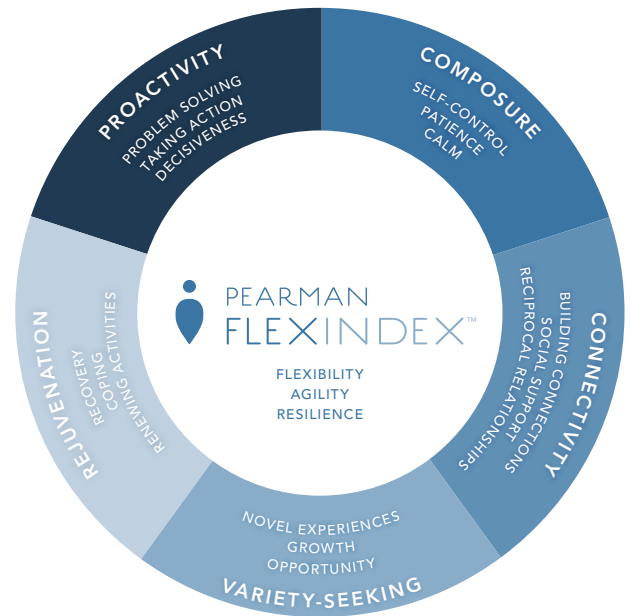 PROACTIVITY
PROBLEM SOLVING
TAKING ACTION
DECISIVENESS
COMPOSURE
SELF-CONTROL
PATIENCE
CALM
CONNECTIVITY
BUILDING CONNECTIONS
SOCIAL SUPPORT
RECIPROCAL RELATIONSHIPS
NOVEL EXPERIENCES
GROWTH
OPPORTUNITY
VARIETY-SEEKING
REJUVENATION
RECOVERY
COPING
RENEWING ACTIVITIES
PEARMAN
FLEXINDEX™
FLEXIBILITY
AGILITY
RESILIENCE